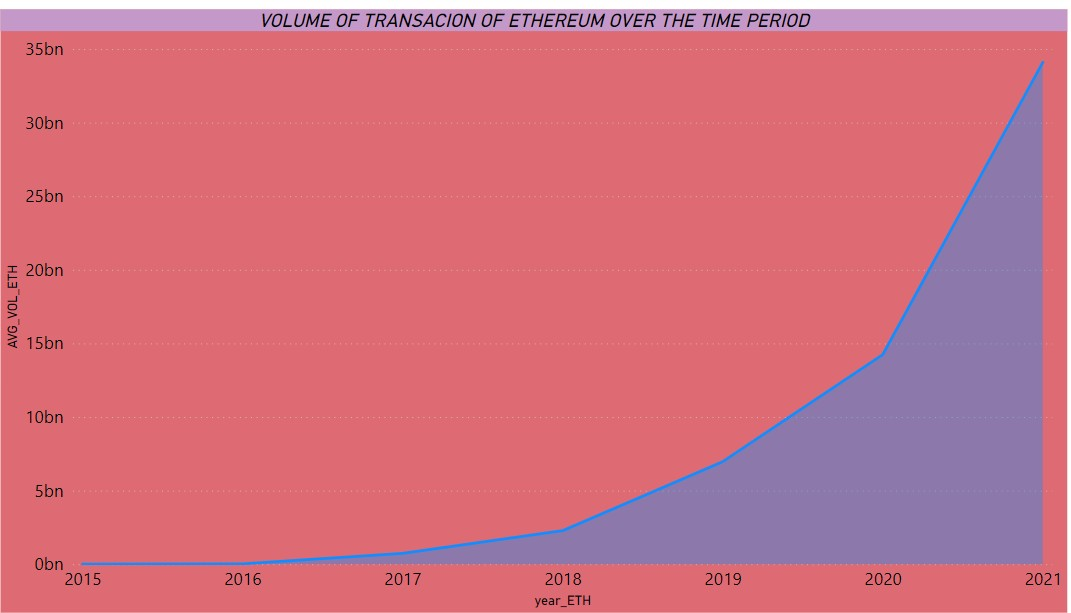 VOLUME OF TRANSACION OF ETHEREUM OVER THE TIME PERIOD
35bn
30bn
25bn
20bn
15bn
10bn
5bn
0bn
AVG_VOL_ETH
2015 2016 2017 2018 2019 2020 2021
year_ETH